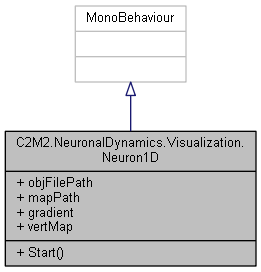 MonoBehaviour
C2M2.NeuronalDynamics.Visualization.
Neuron1D
+ objFilePath
+ mapPath
+ gradient
+ vertMap
+ Start()